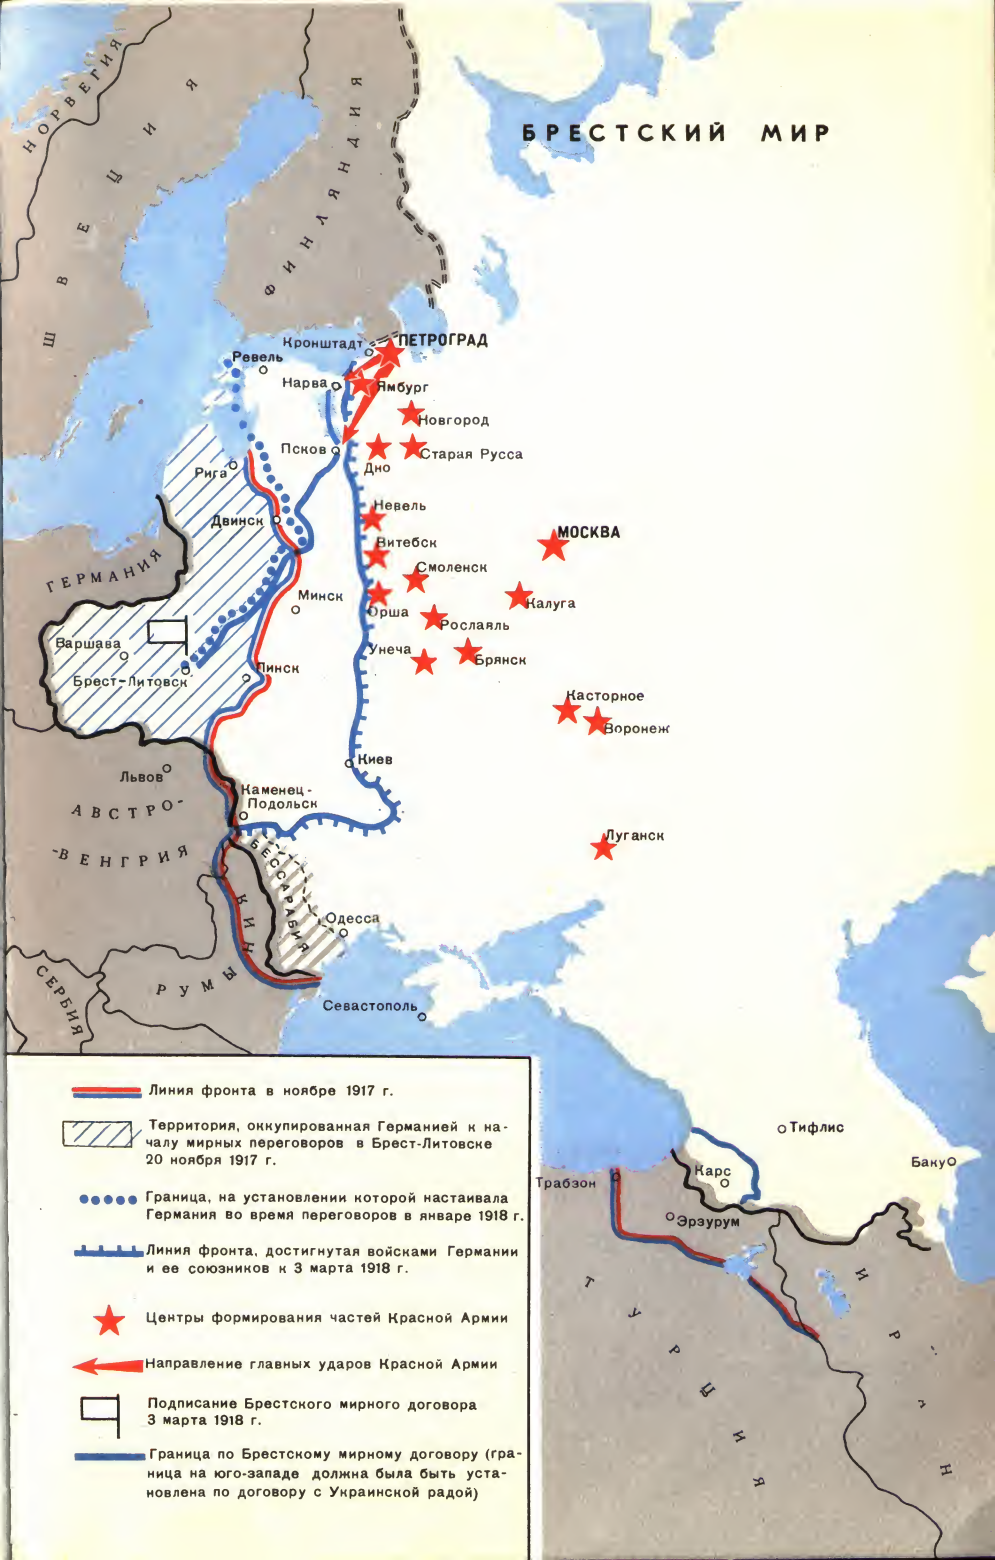 БРЕСТСКИЙ МИР
НОРВЕГИЯ
ШВЕЦИЯ
ФИНЛЯНДИЯ
Кронштадт
ПЕТРОГРАД
Ревель
Нарва
Ямбург
Новгород
Псков
Дно
Старая Русса
Рига
Невель
Двинск
МОСКВА
Витебск
ГЕРМАНИЯ
Смоленск
Минск
Калуга
Орша
Рославль
Варшава
Унеча
Брянск
Брест-Литовск
Пинск
Касторное
Воронеж
Киев
Львов
Каменец-
Подольск
АВСТРО-
-ВЕНГРИЯ
Луганск
БЕССАРАБИЯ
Одесса
РУМЫНИЯ
СЕРБИЯ
Севастополь
Тифлис
Баку
Карс
Трабзон
Эрзурум
ТУРЦИЯ
ИРАН
Линия фронта в ноябре 1917 г.
Территория, оккупированная Германией к на-
чалу мирных переговоров в Брест-Литовске
20 ноября 1917 г.
Граница, на установлении которой настаивала
Германия во время переговоров в январе 1918 г.
Линия фронта, достигнутая войсками Германии
и ее союзников к 3 марта 1918 г.
Центры формирования частей Красной Армии
Направление главных ударов Красной Армии
Подписание Брестского мирного договора
3 марта 1918 г.
Граница по Брестскому мирному договору (гра-
ница на юго-западе должна была быть уста-
новлена по договору с Украинской радой)